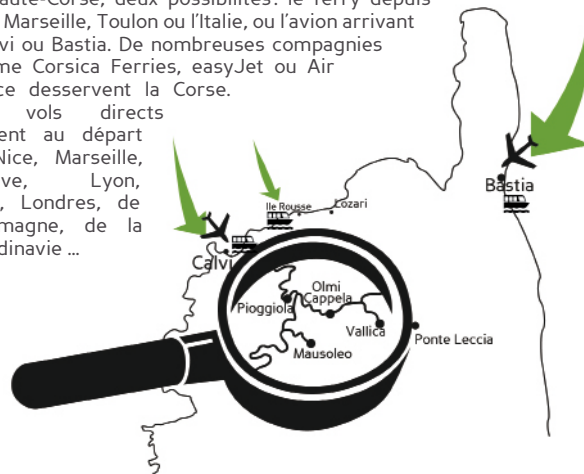 aute-Corse, deux possibilités: le ferry depuis
Marseille, Toulon ou l'Italie, ou l'avion arrivant
vi ou Bastia. De nombreuses compagnies
me Corsica Ferries, easyJet ou Air
ce desservent la Corse.
vols directs
ent au départ
Nice, Marseille,
ve, Lyon,
, Londres, de
magne, de la
dinavie ...
Bastia
Ile Rousse
Lozari
Calvi
Olmi
Cappela
Pioggiola
Vallica
Ponte Leccia
Mausoleo